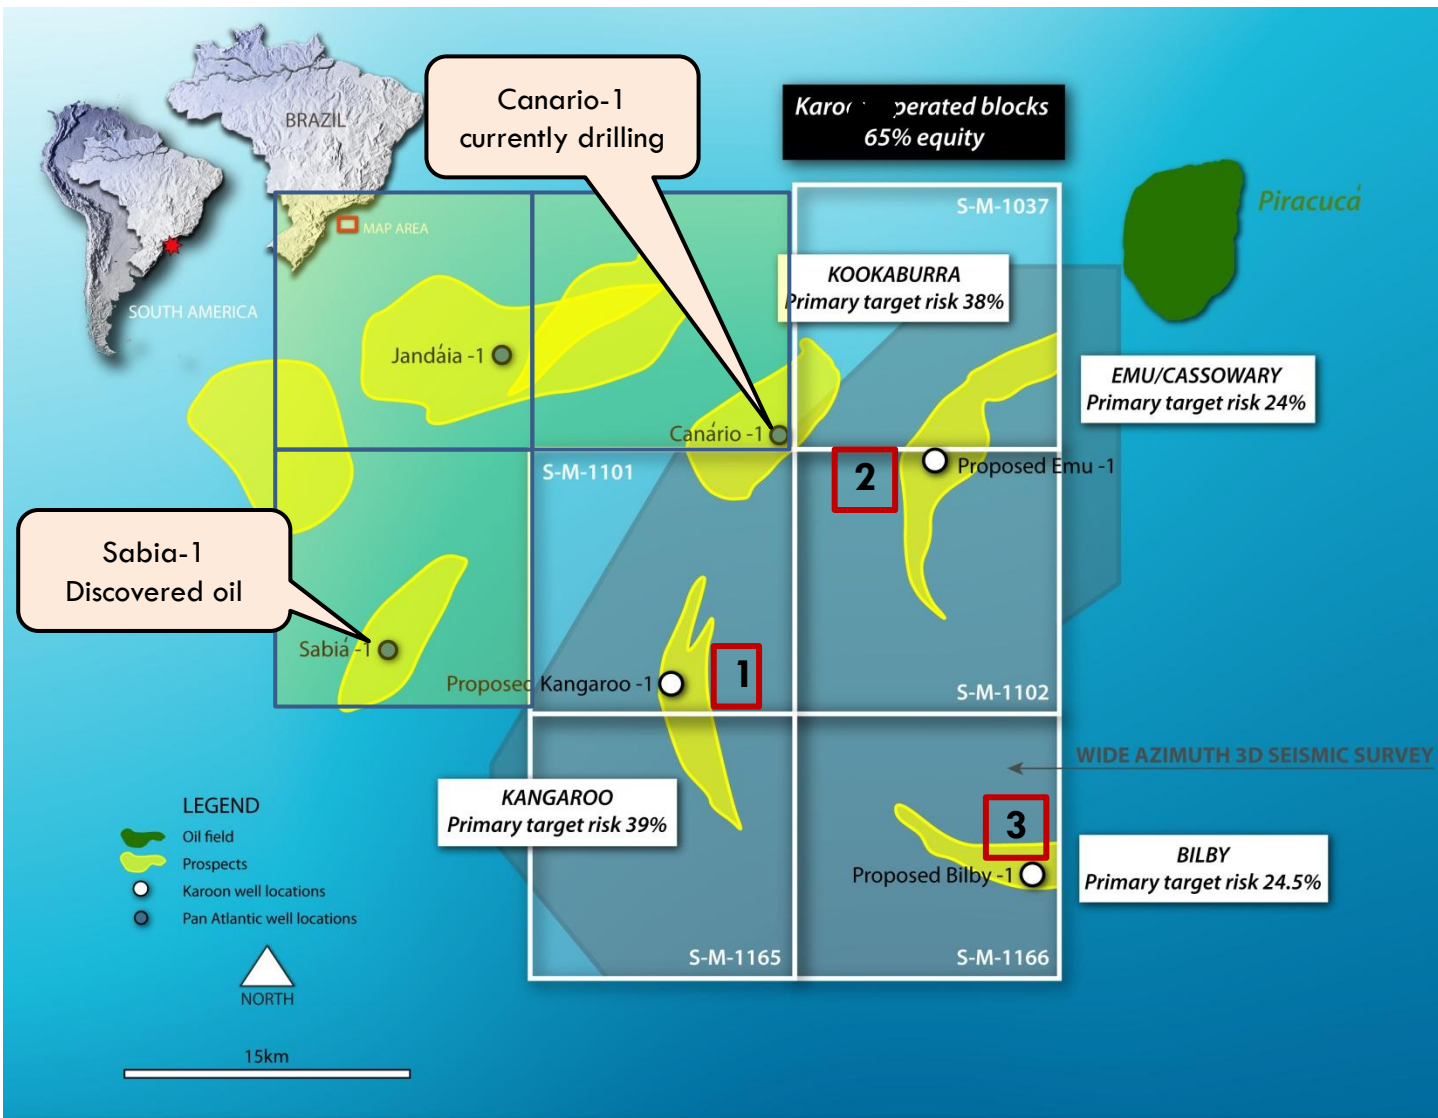 Canario-1
currently drilling
perated blocks
65% equity
BRAZIL
MAP AREA
SOUTH AMERICA
S-M-1037
Piracucá
KOOKABURRA
Primary target risk 38%
Jandáia -1
EMU/CASSOWARY
Primary target risk 24%
Canário -1
S-M-1101
2
Proposed Emu -1
Sabia-1
Discovered oil
Sabiá -1
1
Proposed Kangaroo -1
S-M-1102
WIDE AZIMUTH 3D SEISMIC SURVEY
KANGAROO
Primary target risk 39%
3
BILBY
Primary target risk 24.5%
Proposed Bilby -1
S-M-1165
S-M-1166
LEGEND
Oil field
Prospects
Karoon well locations
Pan Atlantic well locations
NORTH
15km